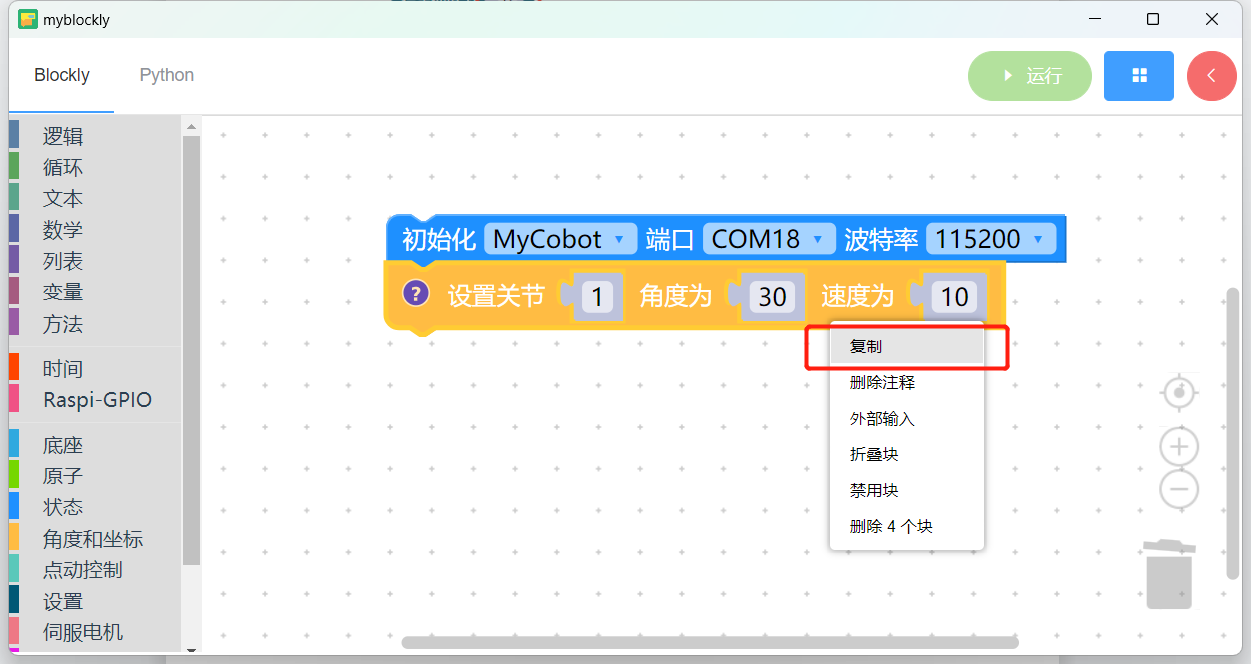 myblockly
Blockly Python 运行
逻辑
循环
文本
数学
列表
变量
方法
时间
Raspi-GPIO
底座
原子
状态
角度和坐标
点动控制
设置
伺服电机
初始化 MyCobot 端口 COM18 波特率 115200
? 设置关节 1 角度为 30 速度为 10
复制
删除注释
外部输入
折叠块
禁用块
删除 4 个块